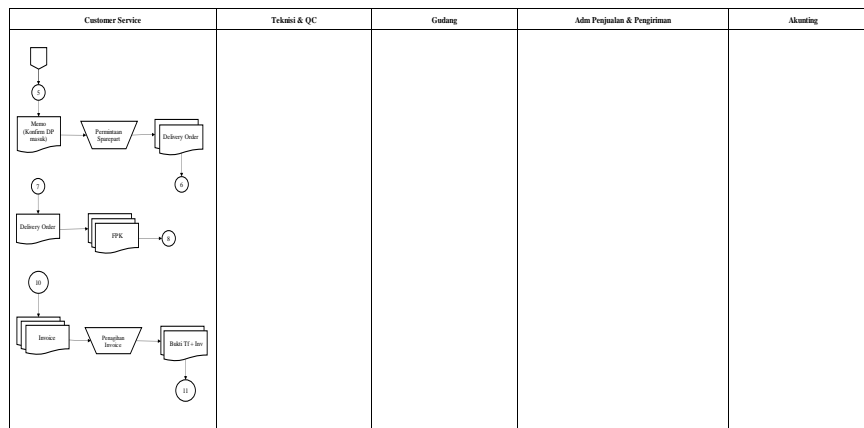 Customer Service
Teknisi & QC
Gudang
Adm Penjualan & Pengiriman
Akunting
5
Memo
(Konfirm DP
masuk)
Permintaan
Sparepart
Delivery Order
6
7
Delivery Order
FPK
8
10
Invoice
Penagihan
Invoice
Bukti Tf + Inv
11